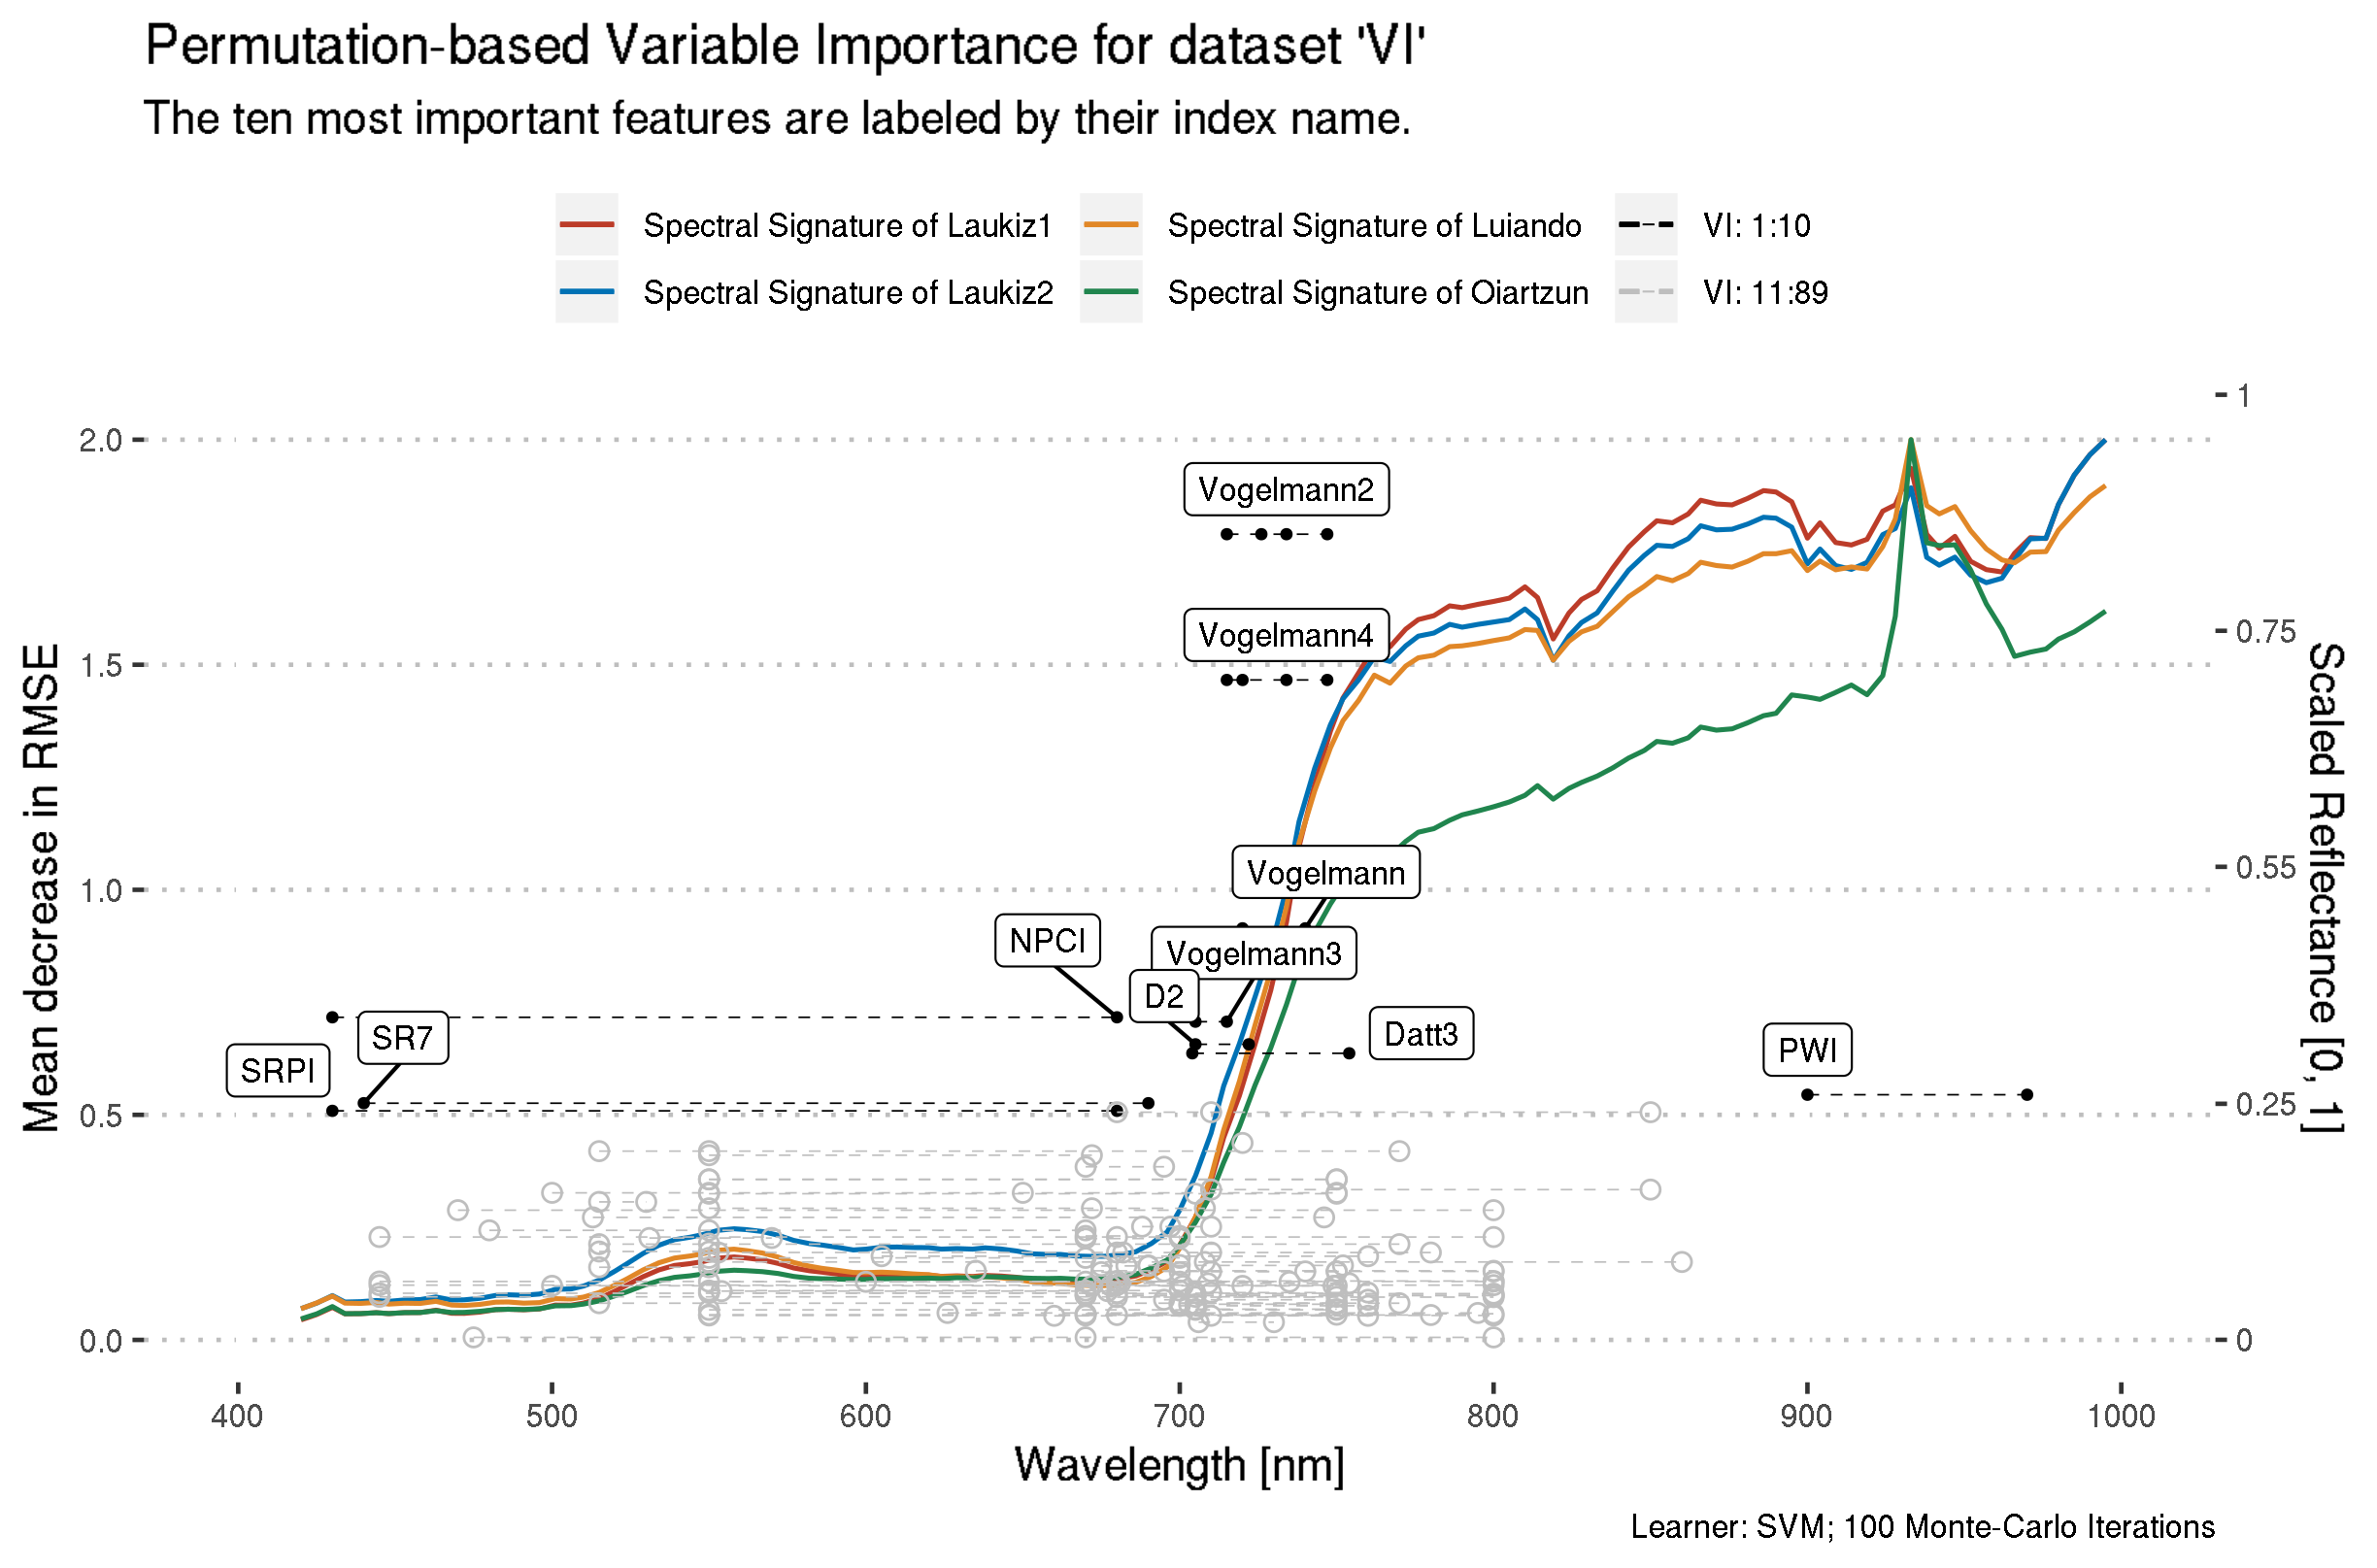 Permutation-based Variable Importance for dataset 'VI'
The ten most important features are labeled by their index name.
Spectral Signature of Laukiz1
Spectral Signature of Luiando
VI: 1:10
Spectral Signature of Laukiz2
Spectral Signature of Oiartzun
VI: 11:89
Mean decrease in RMSE
2.0
1.5
1.0
0.5
0.0
Vogelmann2
Vogelmann4
Vogelmann
NPCI
Vogelmann3
D2
SR7
Datt3
SRPI
PWI
1
0.75
0.55
0.25
0
Scaled Reflectance [0, 1]
400
500
600
700
800
900
1000
Wavelength [nm]
Learner: SVM; 100 Monte-Carlo Iterations